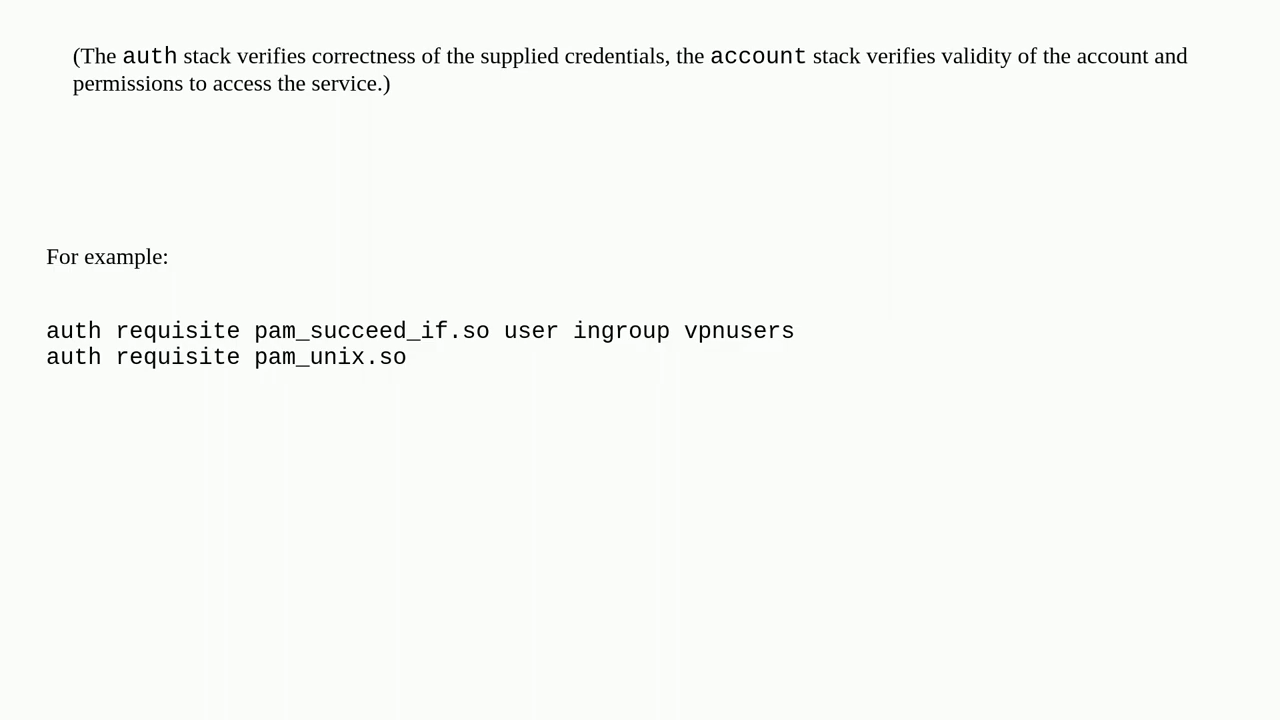 (The auth stack verifies correctness of the supplied credentials, the account stack verifies validity of the account and
permissions to access the service.)
For example:
auth requisite pam_succeed_if.so user ingroup vpnusers
auth requisite pam_unix.so